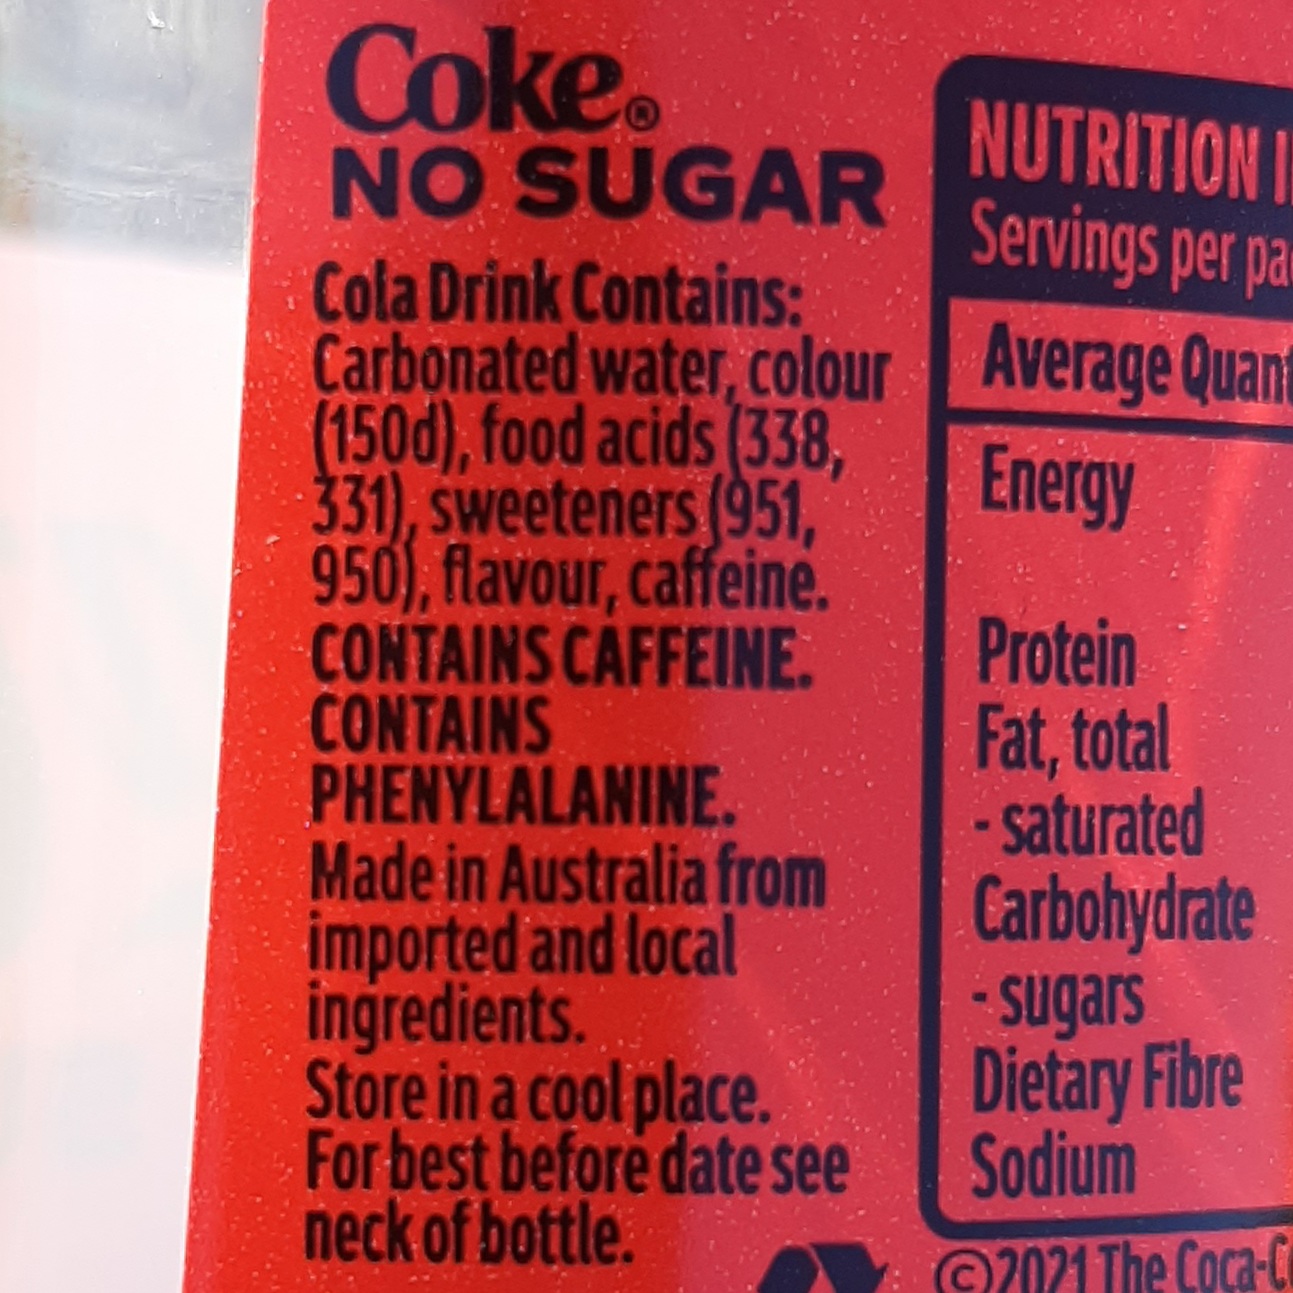 Coke®
NO SUGAR
Cola Drink Contains:
Carbonated water, colour
(150d), food acids (338,
331), sweeteners (951,
950), flavour, caffeine.
CONTAINS CAFFEINE.
CONTAINS
PHENYLALANINE.
Made in Australia from
imported and local
ingredients.
Store in a cool place.
For best before date see
neck of bottle.
NUTRITION
Servings per
Average
Energy
Protein
Fat, total
- saturated
Carbohydrate
- sugars
Dietary Fibre
Sodium
©2021 The